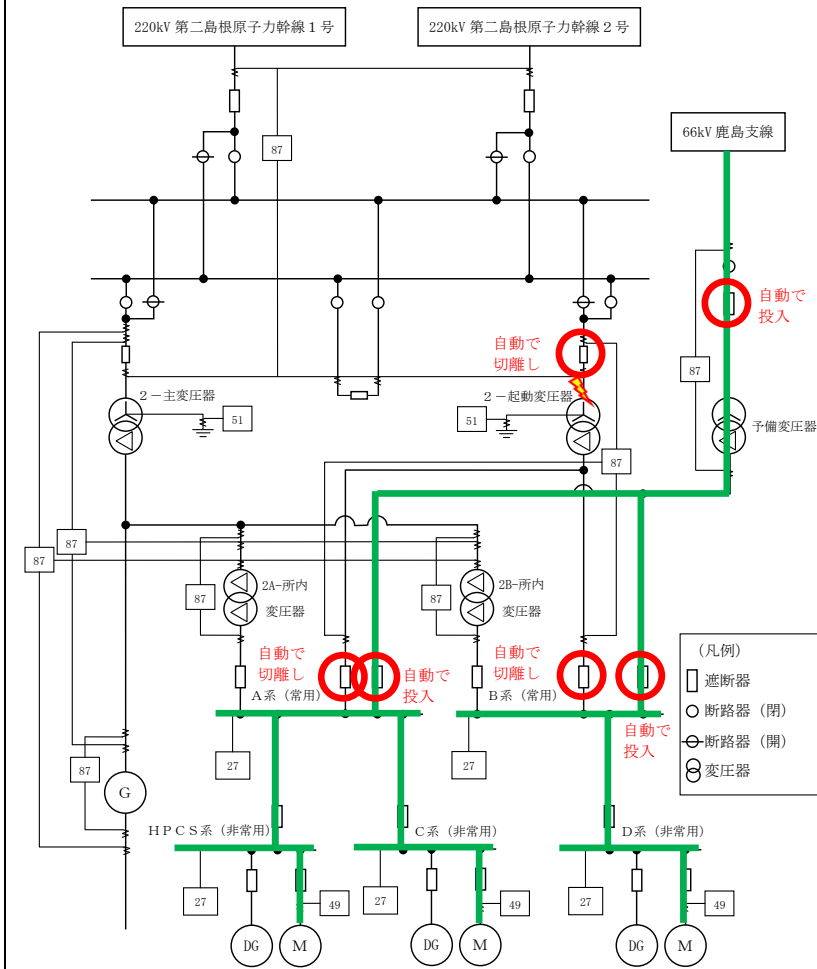 220kV 第二島根原子力幹線１号
220kV 第二島根原子力幹線２号
66kV 鹿島支線
87
自動で
投入
自動で
切離し
87
２－主変圧器
51
２－起動変圧器
51
予備変圧器
87
87
87
2A-所内
変圧器
87
2B-所内
変圧器
87
自動で
切離し
自動で
投入
自動で
切離し
自動で
投入
A系（常用）
B系（常用）
（凡例）
遮断器
断路器（閉）
断路器（開）
変圧器
27
27
87
G
HPCS系（非常用）
C系（非常用）
D系（非常用）
27
49
27
49
27
49
DG
M
DG
M
DG
M